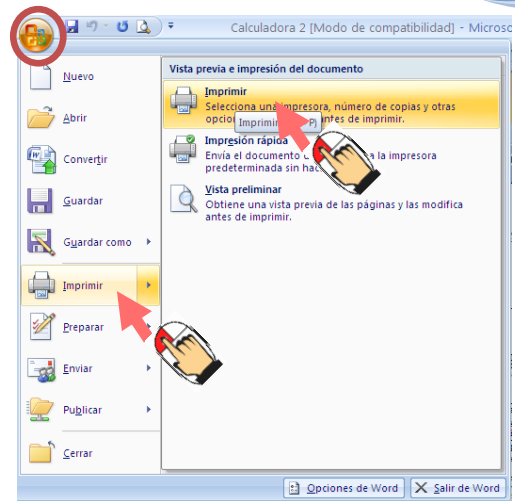 Calculadora 2 [Modo de compatibilidad] - Microso
Nuevo
Abrir
Convertir
Guardar
Guardar como
Imprimir
Preparar
Enviar
Publicar
Cerrar
Vista previa e impresión del documento
Imprimir
Selecciona una impresora, número de copias y otras
antes de imprimir.
Imprimir P)
Impresión rápida
Envía el documento a la impresora
predeterminada sin
Vista preliminar
Obtiene una vista previa de las páginas y las modifica
antes de imprimir.
Opciones de Word
Salir de Word